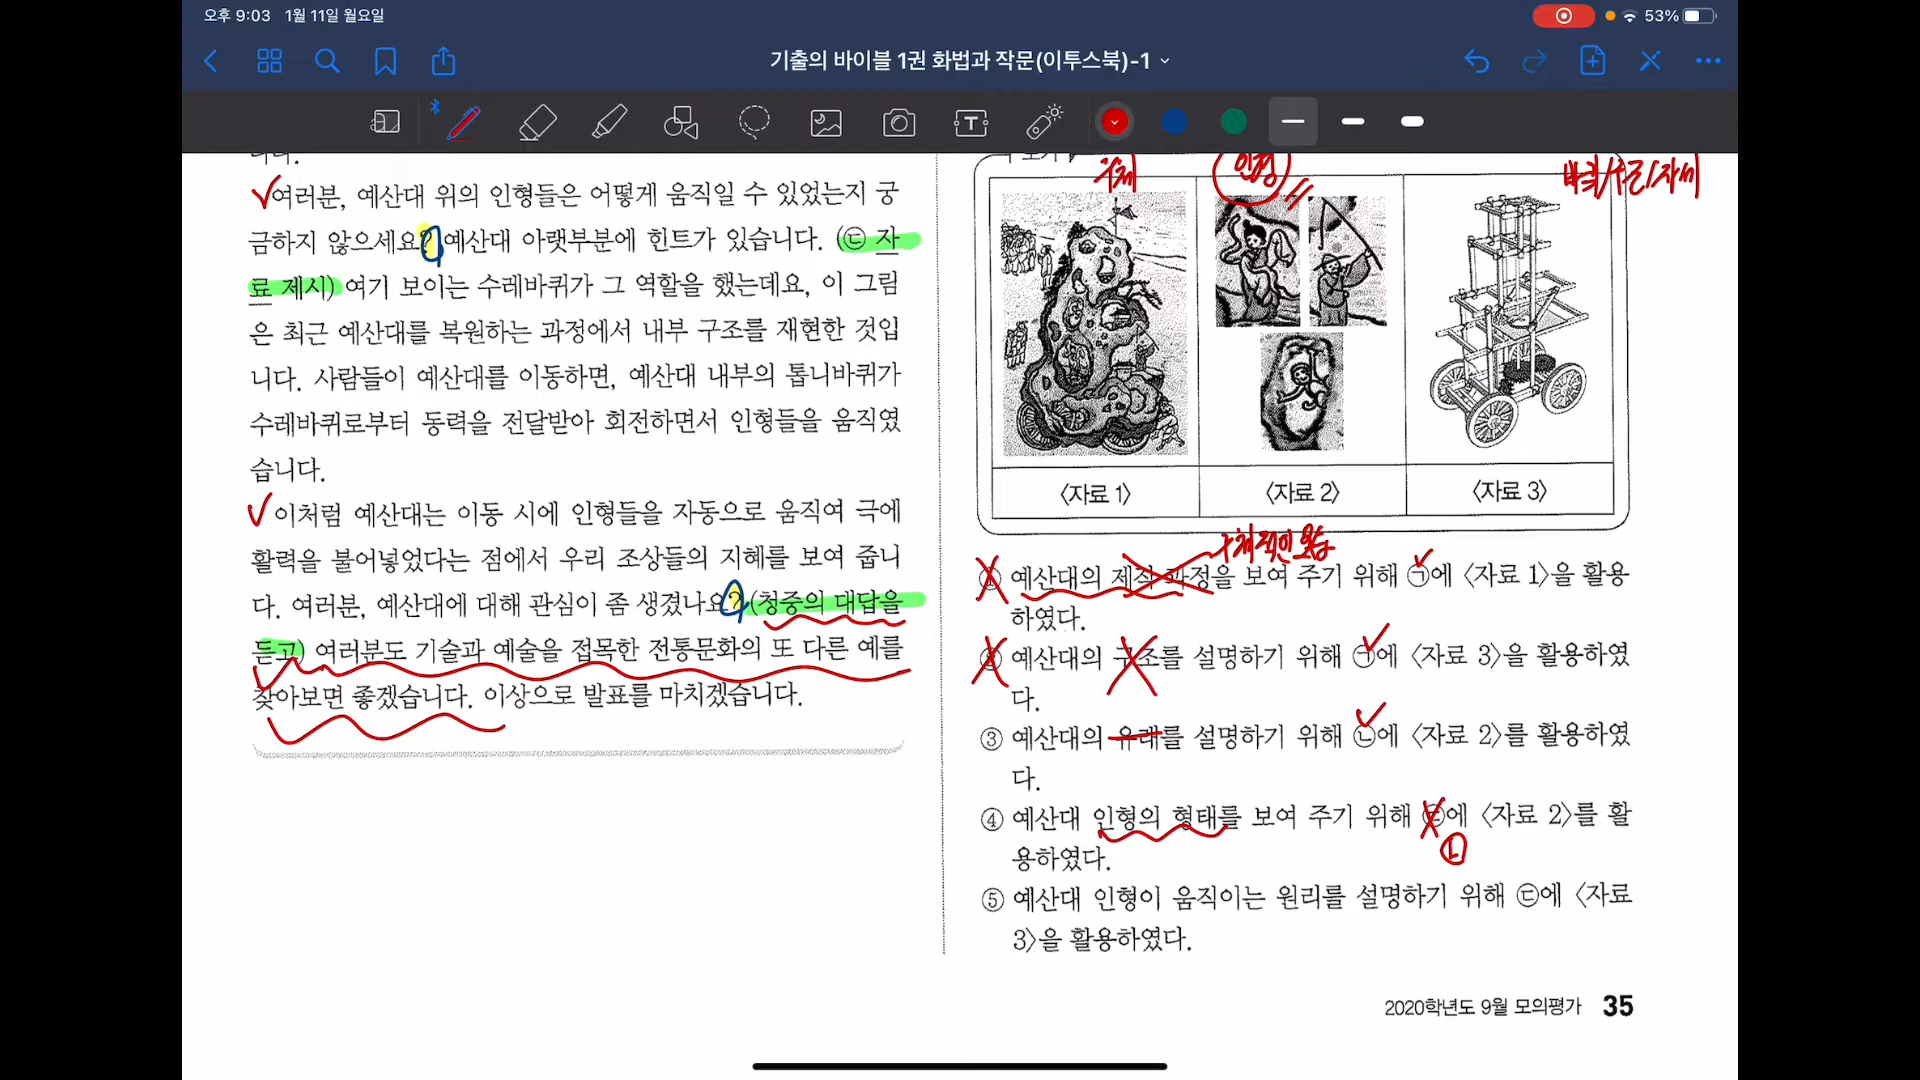 오후 9:03 1월 11일 월요일
53%
기출의 바이블 1권 화법과 작문(이투스북)-1
니다.
여러분, 예산대 위의 인형들은 어떻게 움직일 수 있었는지 궁
금하지 않으세요? 예산대 아랫부분에 힌트가 있습니다. (㉢ 자
료 제시) 여기 보이는 수레바퀴가 그 역할을 했는데요, 이 그림
은 최근 예산대를 복원하는 과정에서 내부 구조를 재현한 것입
니다. 사람들이 예산대를 이동하면, 예산대 내부의 톱니바퀴가
수레바퀴로부터 동력을 전달받아 회전하면서 인형들을 움직였
습니다.
이처럼 예산대는 이동 시에 인형들을 자동으로 움직여 극에
활력을 불어넣었다는 점에서 우리 조상들의 지혜를 보여 줍니
다. 여러분, 예산대에 대해 관심이 좀 생겼나요? (청중의 대답을
듣고) 여러분도 기술과 예술을 접목한 전통문화의 또 다른 예를
찾아보면 좋겠습니다. 이상으로 발표를 마치겠습니다.
인형
〈자료 1〉 〈자료 2〉 〈자료 3〉
구체적인 모습
① 예산대의 제작 과정을 보여 주기 위해 ㉠에 〈자료 1〉을 활용
하였다.
② 예산대의 구조를 설명하기 위해 ㉠에 〈자료 3〉을 활용하였
다.
③ 예산대의 유래를 설명하기 위해 ㉡에 〈자료 2〉를 활용하였
다.
④ 예산대 인형의 형태를 보여 주기 위해 ㉢에 〈자료 2〉를 활
㉡
용하였다.
⑤ 예산대 인형이 움직이는 원리를 설명하기 위해 ㉢에 〈자료
3〉을 활용하였다.
2020학년도 9월 모의평가 35